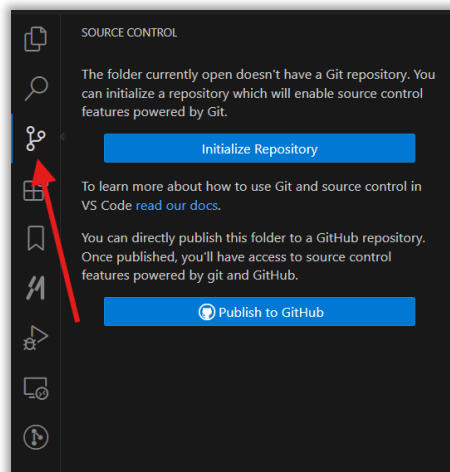 SOURCE CONTROL
The folder currently open doesn't have a Git repository. You
can initialize a repository which will enable source control
features powered by Git.
Initialize Repository
To learn more about how to use Git and source control in
VS Code read our docs.
You can directly publish this folder to a GitHub repository.
Once published, you'll have access to source control
features powered by git and GitHub.
Publish to GitHub